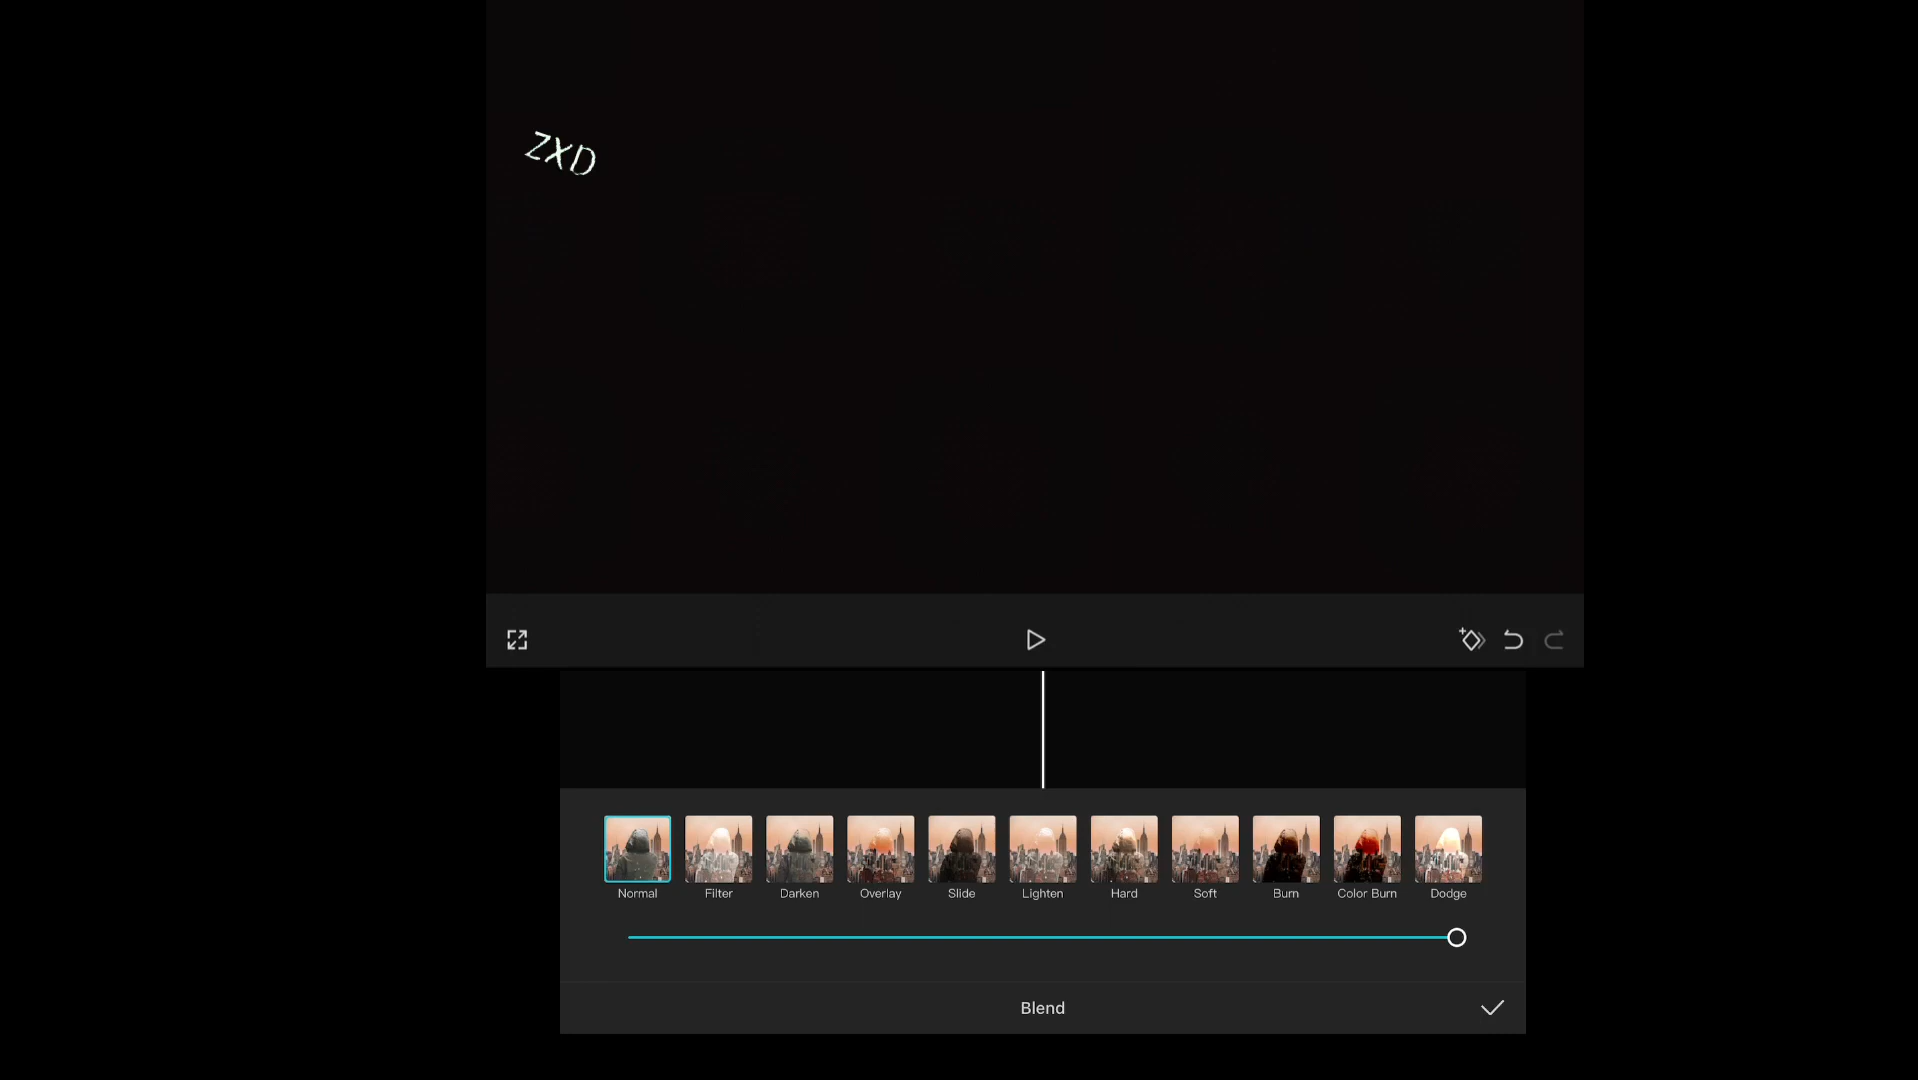 ZXD
Normal
Filter
Darken
Overlay
Slide
Lighten
Hard
Soft
Burn
Color Burn
Dodge
Blend